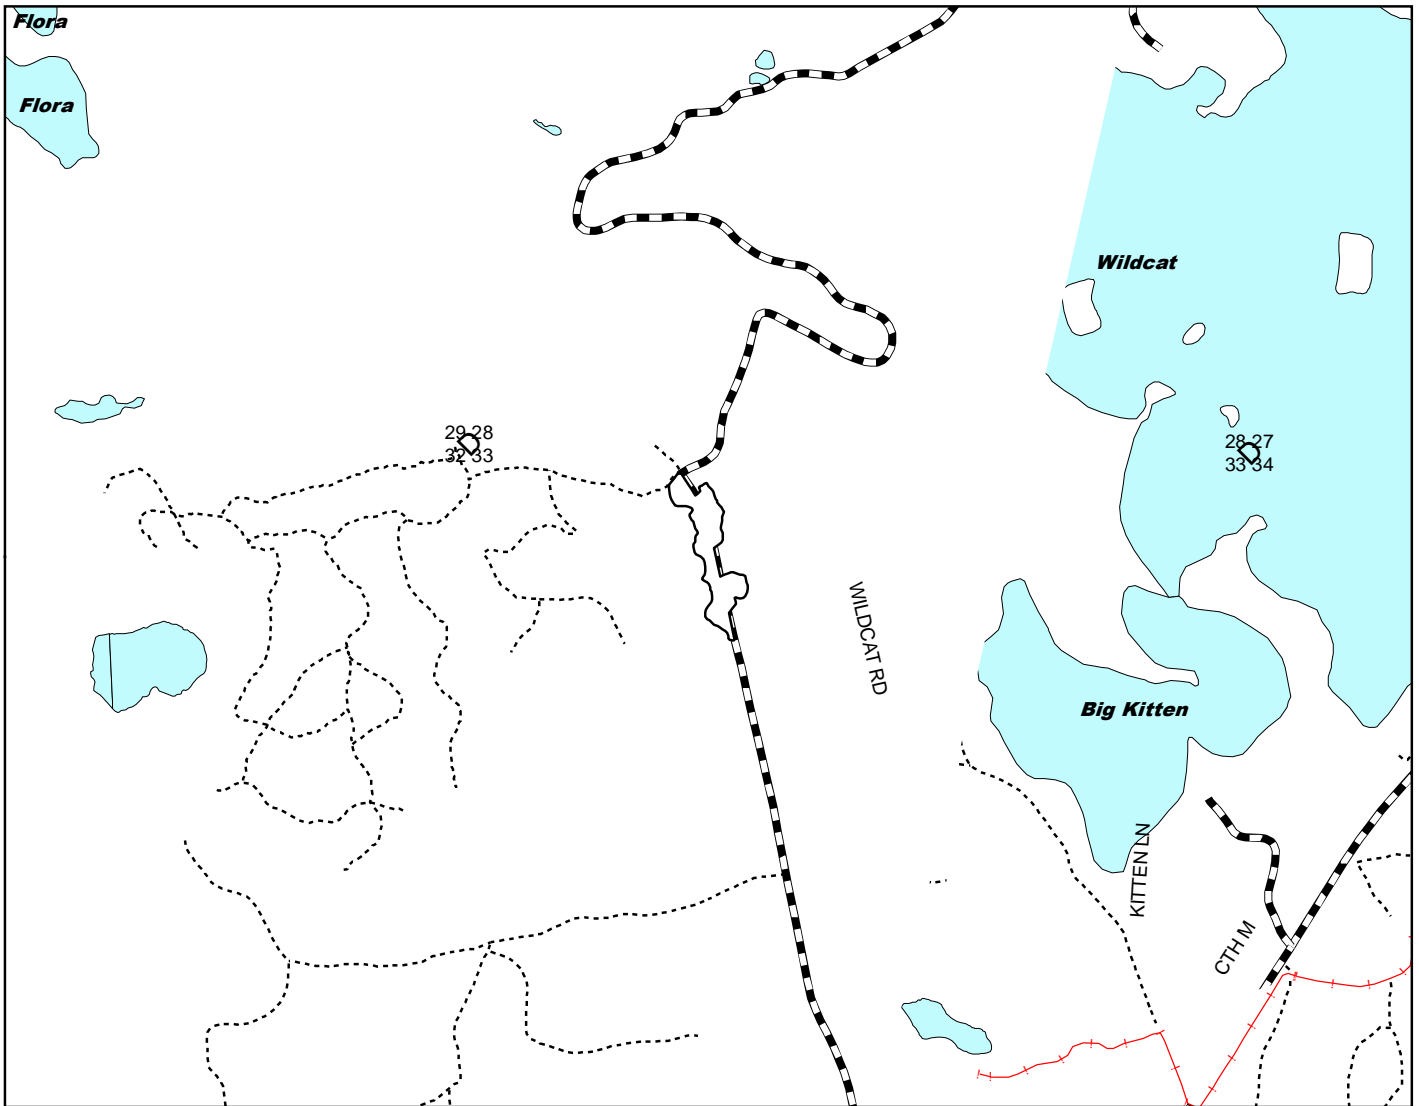 Flora
Flora
Wildcat
29 28
32 33
28 27
33 34
WILDCAT RD
Big Kitten
KITTEN LN
CTH M